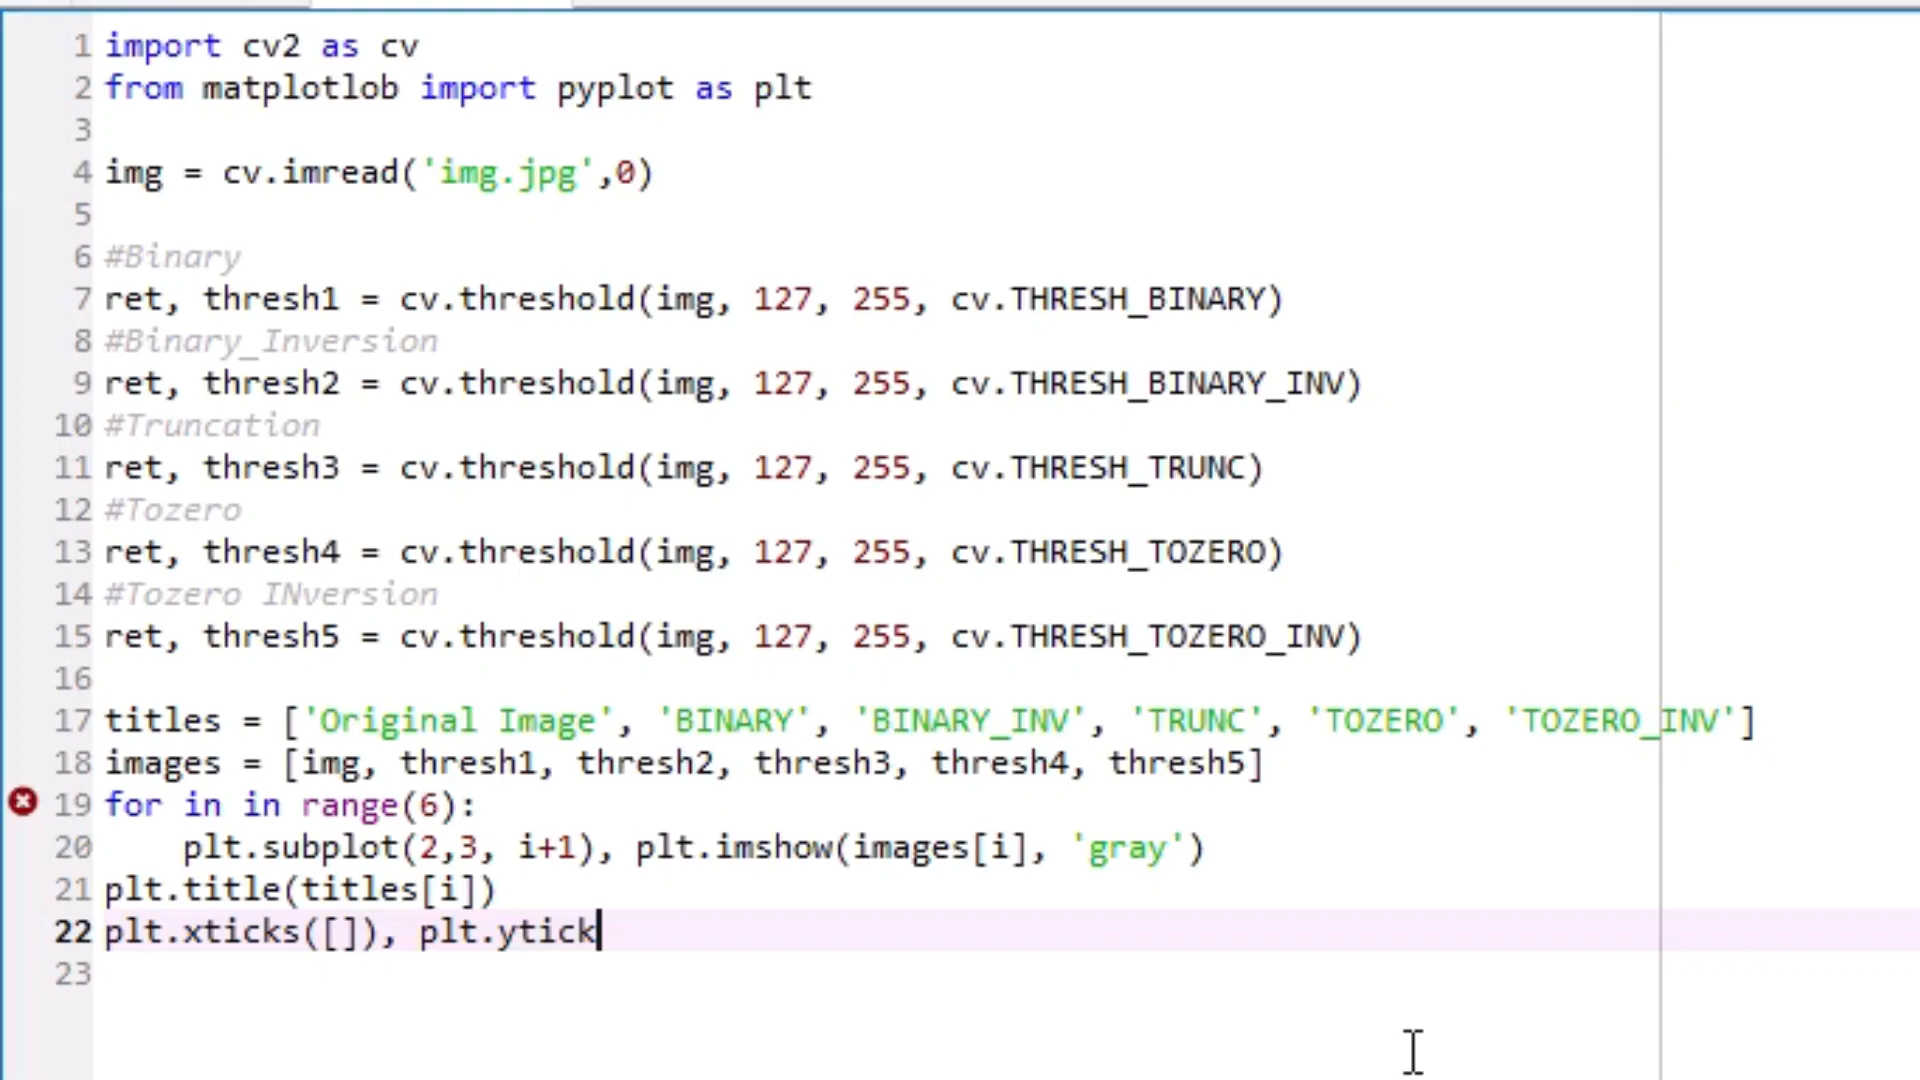 1 import cv2 as cv
2 from matplotlob import pyplot as plt
3
4 img = cv.imread('img.jpg',0)
5
6 #Binary
7 ret, thresh1 = cv.threshold(img, 127, 255, cv.THRESH_BINARY)
8 #Binary_Inversion
9 ret, thresh2 = cv.threshold(img, 127, 255, cv.THRESH_BINARY_INV)
10 #Truncation
11 ret, thresh3 = cv.threshold(img, 127, 255, cv.THRESH_TRUNC)
12 #Tozero
13 ret, thresh4 = cv.threshold(img, 127, 255, cv.THRESH_TOZERO)
14 #Tozero INversion
15 ret, thresh5 = cv.threshold(img, 127, 255, cv.THRESH_TOZERO_INV)
16
17 titles = ['Original Image', 'BINARY', 'BINARY_INV', 'TRUNC', 'TOZERO', 'TOZERO_INV']
18 images = [img, thresh1, thresh2, thresh3, thresh4, thresh5]
19 for in in range(6):
20     plt.subplot(2,3, i+1), plt.imshow(images[i], 'gray')
21 plt.title(titles[i])
22 plt.xticks([]), plt.ytick
23